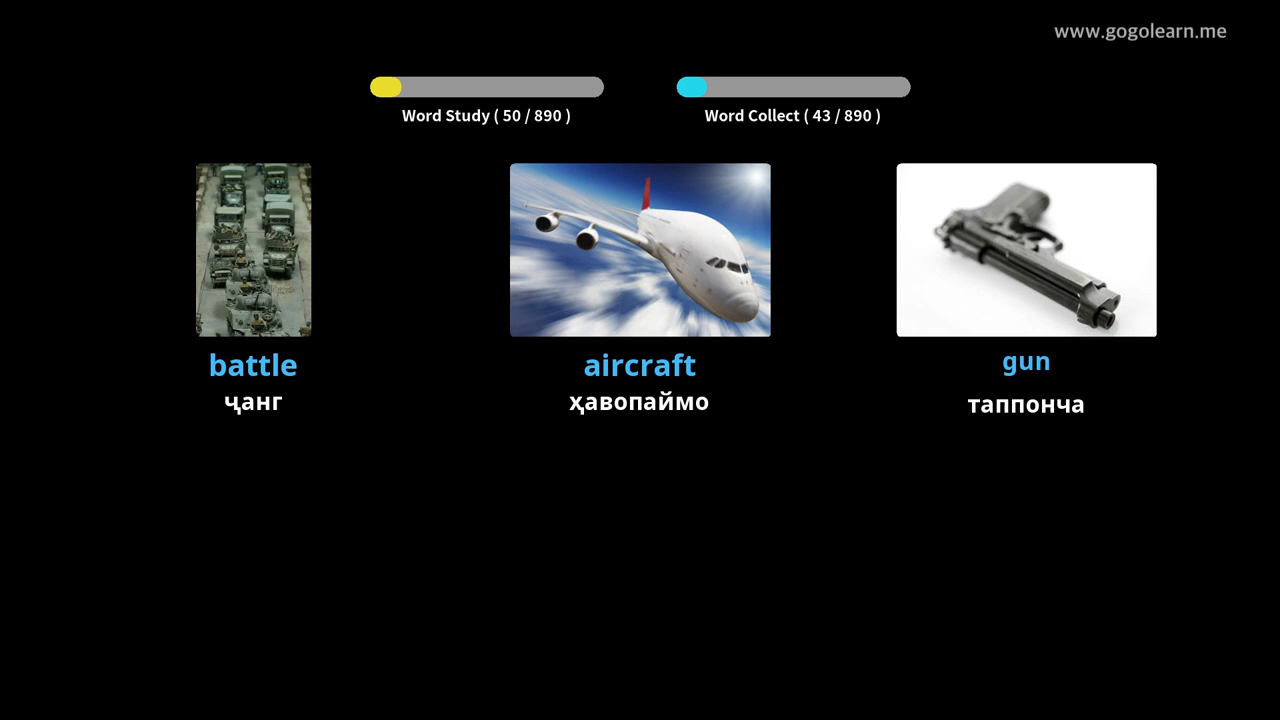 www.gogolearn.me
Word Study ( 50 / 890 )
Word Collect ( 43 / 890 )
battle
ҷанг
aircraft
ҳавопаймо
gun
таппонча